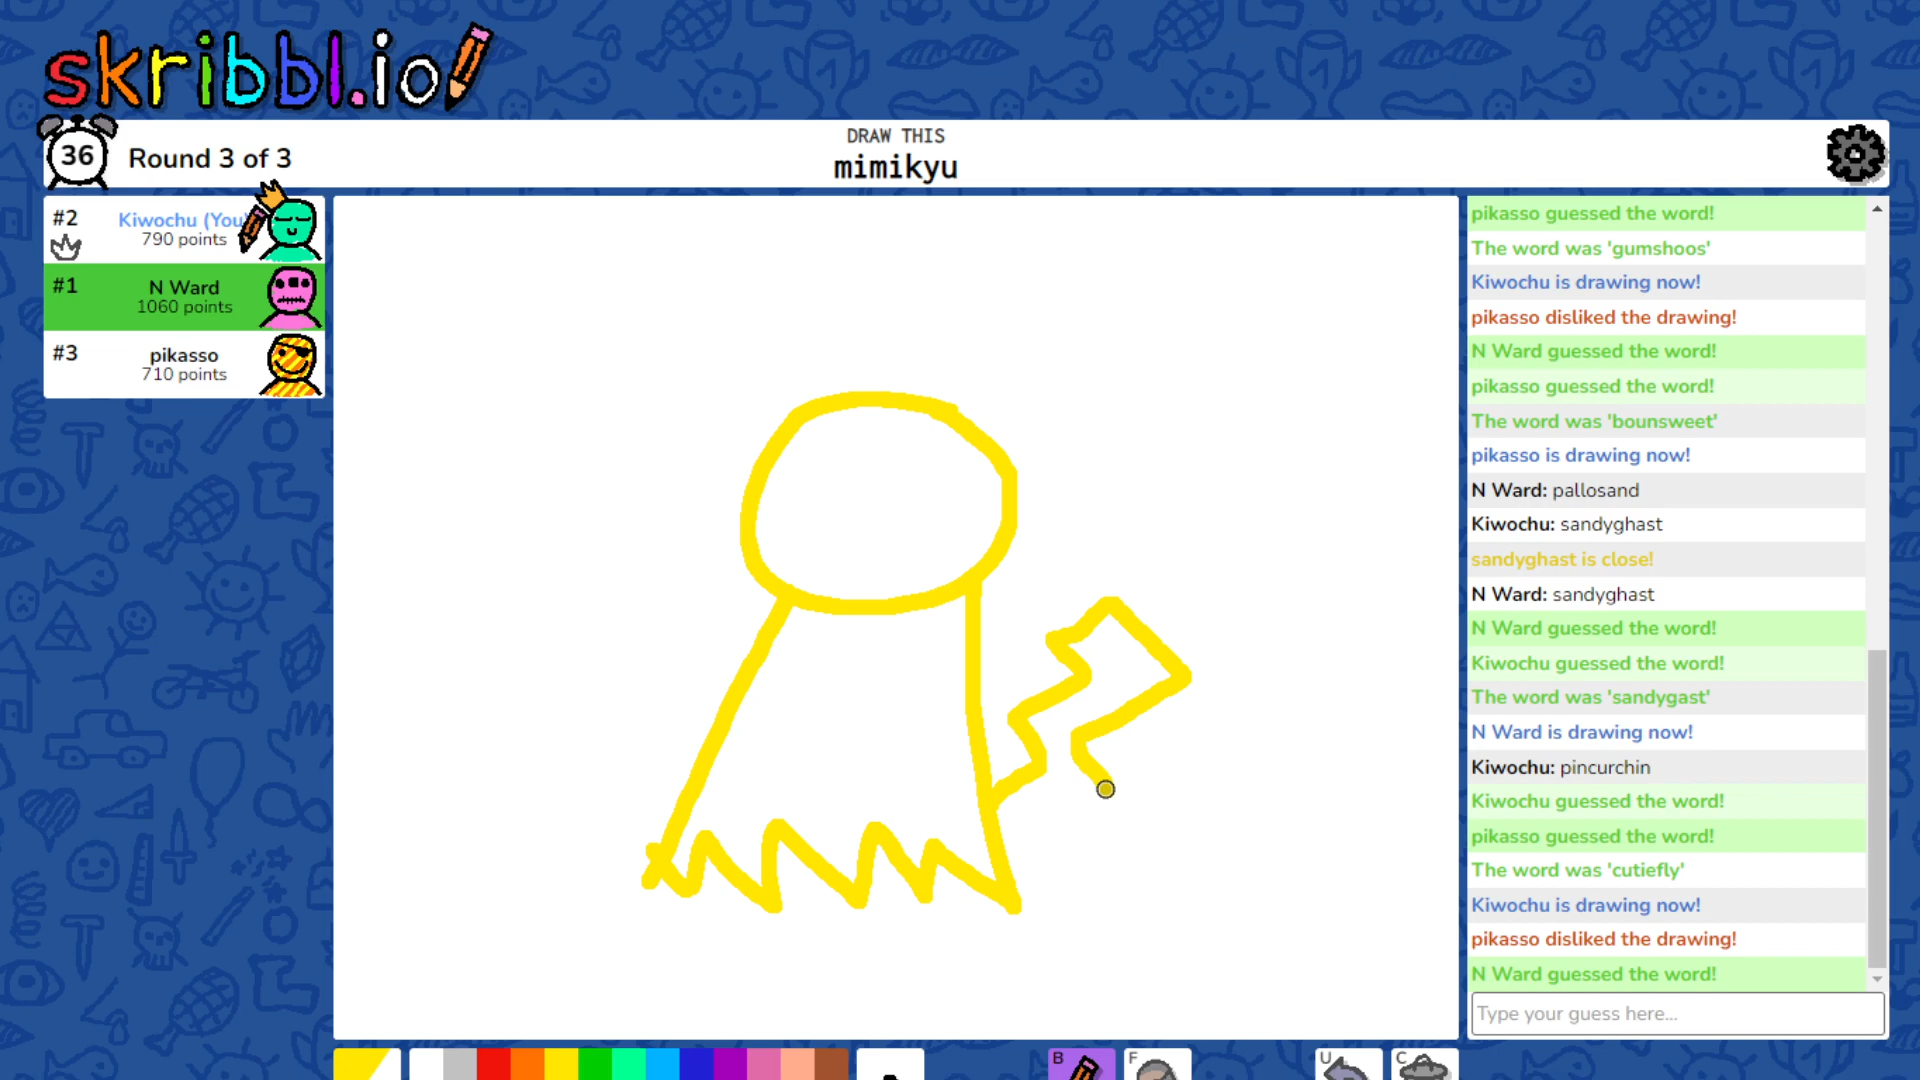 skribbl.io
36
Round 3 of 3
DRAW THIS
mimikyu
#2
Kiwochu (You
790 points
#1
N Ward
1060 points
#3
pikasso
710 points
pikasso guessed the word!
The word was 'gumshoos'
Kiwochu is drawing now!
pikasso disliked the drawing!
N Ward guessed the word!
pikasso guessed the word!
The word was 'bounsweet'
pikasso is drawing now!
N Ward: pallosand
Kiwochu: sandyghast
sandyghast is close!
N Ward: sandyghast
N Ward guessed the word!
Kiwochu guessed the word!
The word was 'sandygast'
N Ward is drawing now!
Kiwochu: pincurchin
Kiwochu guessed the word!
pikasso guessed the word!
The word was 'cutiefly'
Kiwochu is drawing now!
pikasso disliked the drawing!
N Ward guessed the word!
Type your guess here...
B
F
U
C